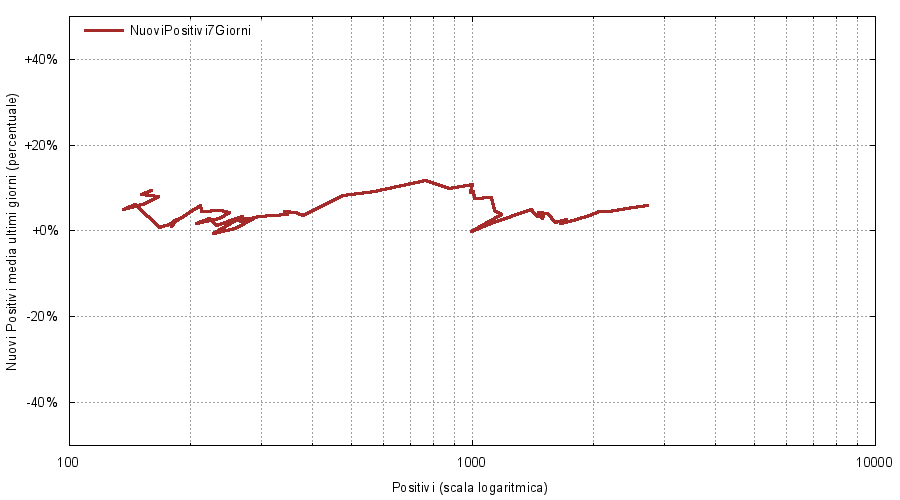 NuoviPositivi7Giorni
+40%
+20%
+0%
-20%
-40%
Nuovi Positivi media ultimi giorni (percentuale)
100
1000
10000
Positivi (scala logaritmica)